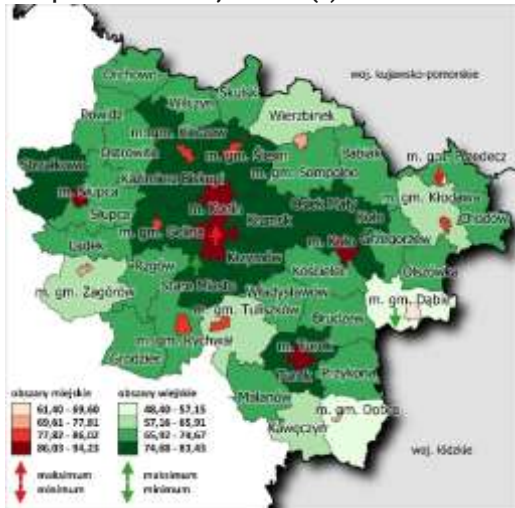 Orchowo
Skulsk
woj. kujawsko-pomorskie
Wilczyn
Wierzbinek
Powidz
m. gm. Kleczew
Ostrowite
m. gm. Ślesin
Babiak
m. gm. Przedecz
Strzałkowo
Kazimierz Biskupi
m. gm. Sompolno
m. gm. Kłodawa
m. Słupca
m. Konin
Osiek Mały
Koło
Chodów
Słupca
m. gm. Golina
Kramsk
m. Koło
Grzegorzew
Lądek
Rzgów
Krzymów
Kościelec
Olszówka
m. gm. Zagórów
Stare Miasto
Władysławów
m. gm. Dąbie
m. gm. Tuliszków
Brudzew
m. gm. Rychwał
m. Turek
Grodziec
Turek
Przykona
Malanów
m. gm. Dobra
Kawęczyn
woj. łódzkie
obszary miejskie
61,40 - 69,60
69,61 - 77,81
77,82 - 86,02
86,03 - 94,23
maksimum
minimum
obszary wiejskie
48,40 - 57,15
57,16 - 65,91
65,92 - 74,67
74,68 - 83,43
maksimum
minimum